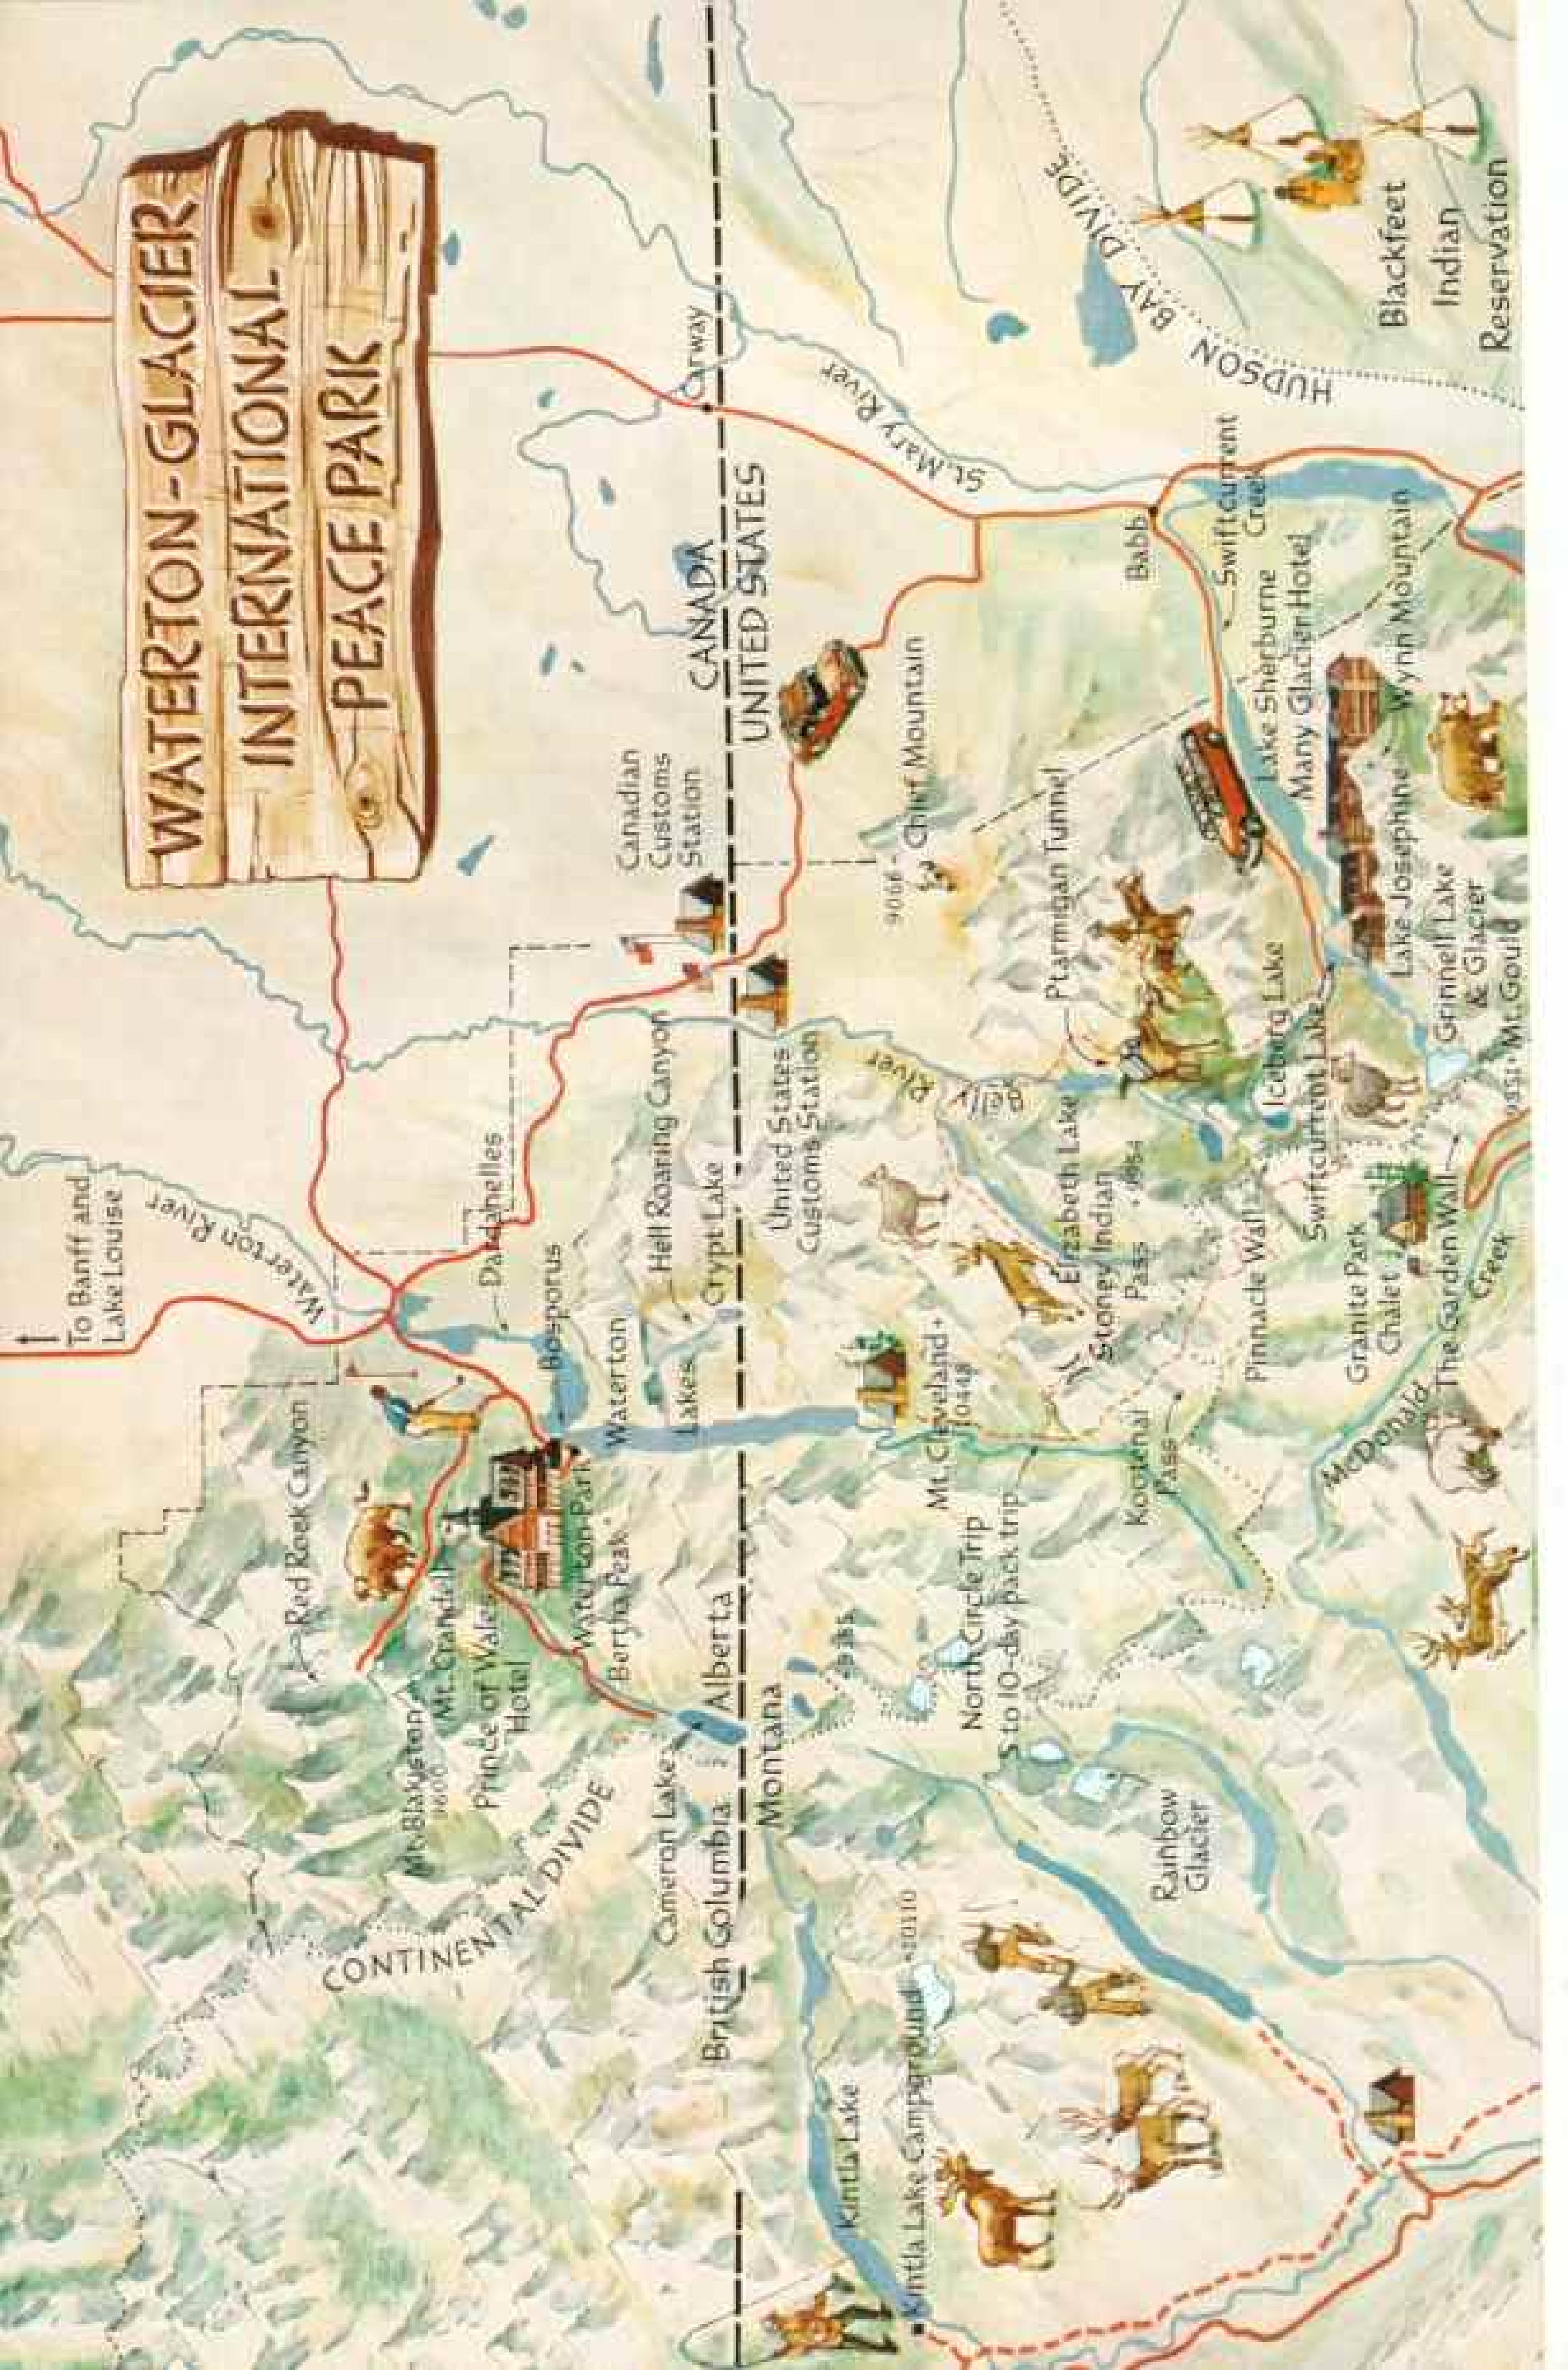 WATERTON-GLACIER
INTERNATIONAL
PEACE PARK
To Banff and
Lake Louise
Waterton River
Red Rock Canyon
Mt. Blakiston
9600
Mt. Crandell
Prince of Wales
Hotel
CONTINENTAL DIVIDE
Dardanelles
Bosporus
Waterton Park
Bertha Peak
Waterton
Lakes
Hell Roaring Canyon
Crypt Lake
Canadian
Customs
Station
Carway
CANADA
UNITED STATES
Cameron Lake
British Columbia
Alberta
Montana
United States
Customs Station
Belly
River
St. Mary River
9066
Chief Mountain
HUDSON BAY DIVIDE
Blackfeet
Indian
Reservation
Kintla Lake
Kintla Lake Campground
10110
Mt. Cleveland
10448
North Circle Trip
5 to 10-day pack trip
Rainbow
Glacier
Kootenai
Pass
Elizabeth Lake
Stoney Indian
Pass
Ptarmigan Tunnel
Babb
Swiftcurrent
Creek
Lake Sherburne
Many Glacier Hotel
Wynn Mountain
Iceberg Lake
Swiftcurrent Lake
Pinnacle Wall
Lake Josephine
Grinnell Lake
& Glacier
Mt. Gould
Granite Park
Chalet
The Garden Wall
McDonald
Creek